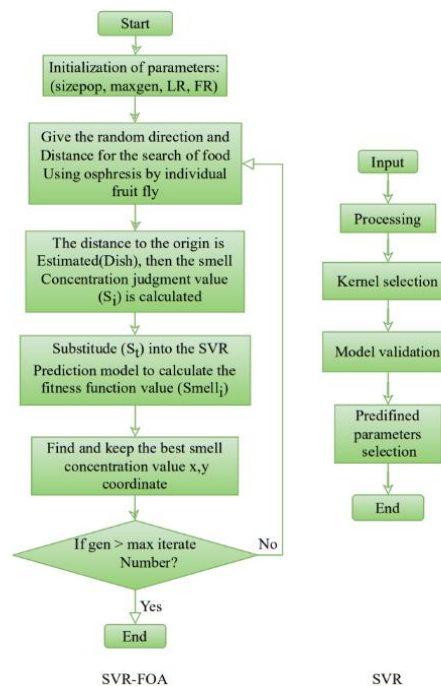 Start
Initialization of parameters:
(sizepop, maxgen, LR, FR)
Give the random direction and
Distance for the search of food
Using osphresis by individual
fruit fly
The distance to the origin is
Estimated(Dish), then the smell
Concentration judgment value
(Si) is calculated
Substitude (St) into the SVR
Prediction model to calculate the
fitness function value (Smelli)
Find and keep the best smell
concentration value x,y
coordinate
If gen > max iterate
Number?
No
Yes
End
SVR-FOA
Input
Processing
Kernel selection
Model validation
Predifined
parameters
selection
End
SVR